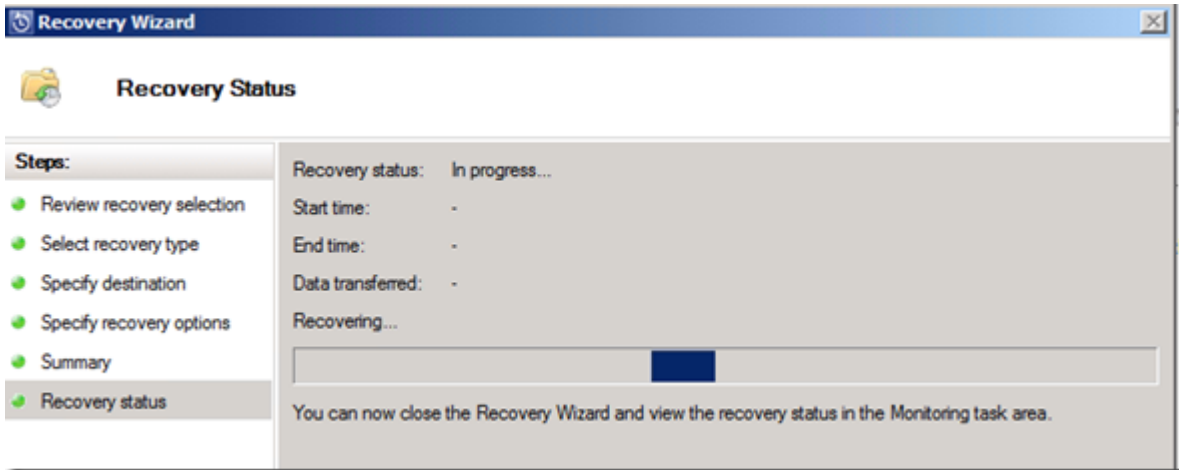 Recovery Wizard
Recovery Status
Steps:
Review recovery selection
Select recovery type
Specify destination
Specify recovery options
Summary
Recovery status
Recovery status: In progress...
Start time: -
End time: -
Data transferred: -
Recovering...
You can now close the Recovery Wizard and view the recovery status in the Monitoring task area.